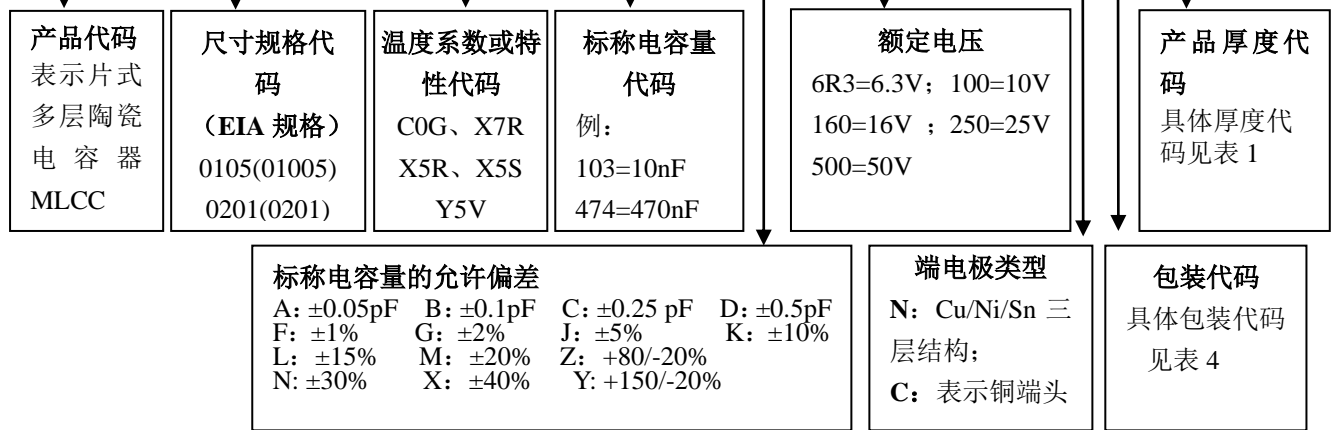 产品代码
表示片式
多层陶瓷
电容器
MLCC
尺寸规格代
码
（EIA 规格）
0105(01005)
0201(0201)
温度系数或特
性代码
C0G、X7R
X5R、X5S
Y5V
标称电容量
代码
例：
103=10nF
474=470nF
额定电压
6R3=6.3V；100=10V
160=16V ；250=25V
500=50V
产品厚度代
码
具体厚度代
码见表 1
标称电容量的允许偏差
A: ±0.05pF B: ±0.1pF C: ±0.25 pF D: ±0.5pF
F: ±1% G: ±2% J: ±5% K: ±10%
L: ±15% M: ±20% Z: +80/-20%
N: ±30% X: ±40% Y: +150/-20%
端电极类型
N：Cu/Ni/Sn 三
层结构；
C：表示铜端头
包装代码
具体包装代码
见表 4